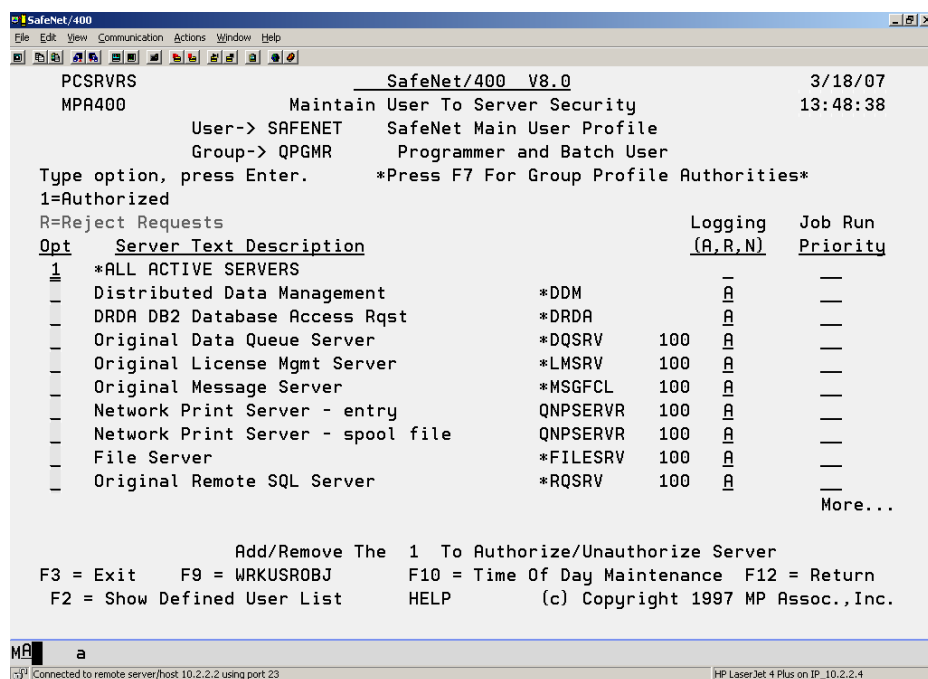 SafeNet/400
File Edit View Communication Actions Window Help
PCSRVRS SafeNet/400 V8.0 3/18/07
MPA400 Maintain User To Server Security 13:48:38
User-> SAFENET SafeNet Main User Profile
Group-> QPGMR Programmer and Batch User
Type option, press Enter. *Press F7 For Group Profile Authorities*
1=Authorized
R=Reject Requests Logging Job Run
Opt Server Text Description (A,R,N) Priority
1 *ALL ACTIVE SERVERS
Distributed Data Management *DDM A
DRDA DB2 Database Access Rqst *DRDA A
Original Data Queue Server *DQSRV 100 A
Original License Mgmt Server *LMSRV 100 A
Original Message Server *MSGFCL 100 A
Network Print Server - entry QNPSERVR 100 A
Network Print Server - spool file QNPSERVR 100 A
File Server *FILESRV 100 A
Original Remote SQL Server *RQSRV 100 A
More...
Add/Remove The 1 To Authorize/Unauthorize Server
F3 = Exit F9 = WRKUSROBJ F10 = Time Of Day Maintenance F12 = Return
F2 = Show Defined User List HELP (c) Copyright 1997 MP Assoc.,Inc.
MA a
Connected to remote server/host 10.2.2.2 using port 23 HP LaserJet 4 Plus on IP_10.2.2.4